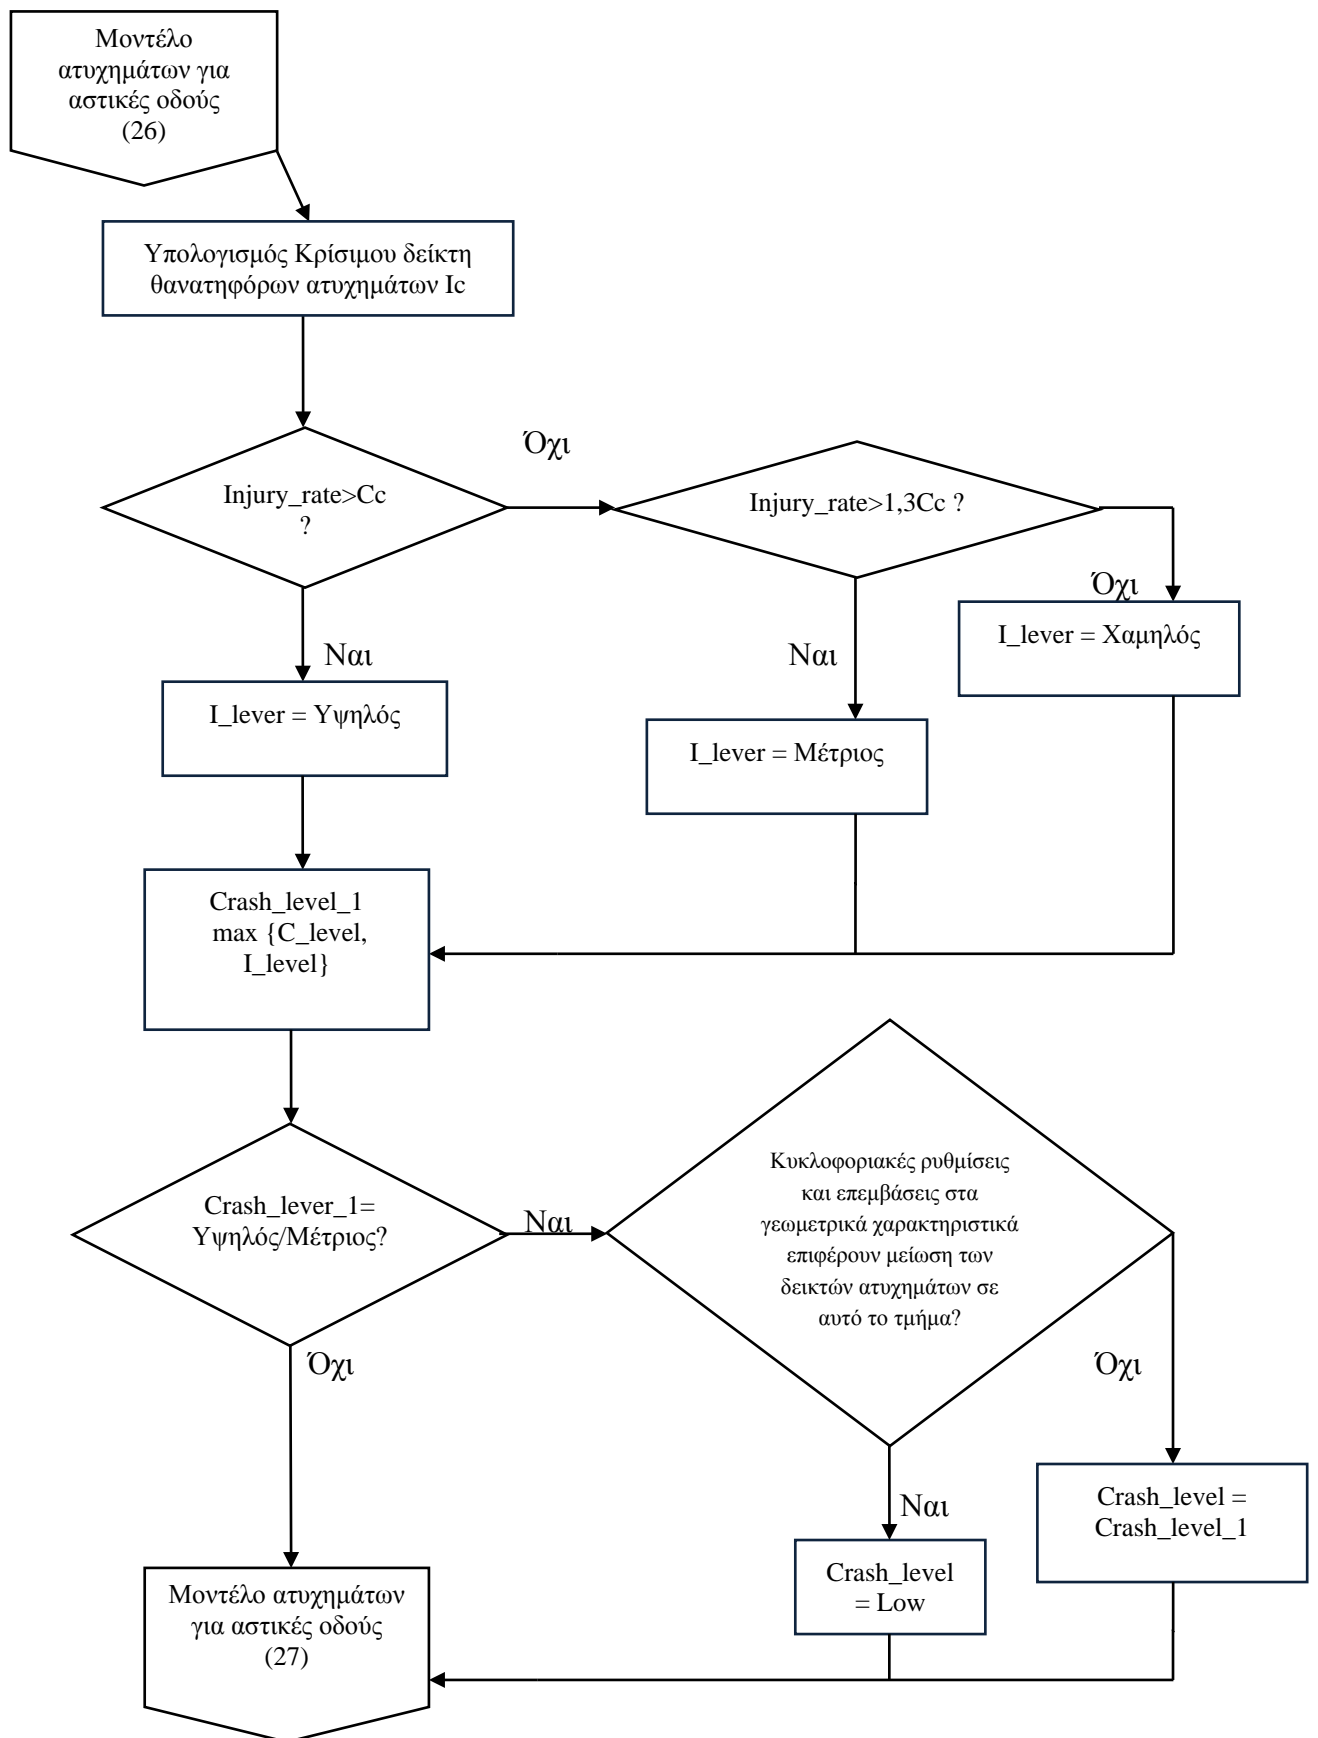 Μοντέλο
ατυχημάτων για
αστικές οδούς
(26)
Υπολογισμός Κρίσιμου δείκτη
θανατηφόρων ατυχημάτων Ic
Injury_rate>Cc
?
Όχι
Injury_rate>1,3Cc ?
Όχι
I_lever = Χαμηλός
Ναι
Ναι
I_lever = Υψηλός
I_lever = Μέτριος
Crash_level_1
max {C_level,
I_level}
Crash_lever_1=
Υψηλός/Μέτριος?
Ναι
Κυκλοφοριακές ρυθμίσεις
και επεμβάσεις στα
γεωμετρικά χαρακτηριστικά
επιφέρουν μείωση των
δεικτών ατυχημάτων σε
αυτό το τμήμα?
Όχι
Όχι
Ναι
Crash_level =
Crash_level_1
Crash_level
= Low
Μοντέλο ατυχημάτων
για αστικές οδούς
(27)